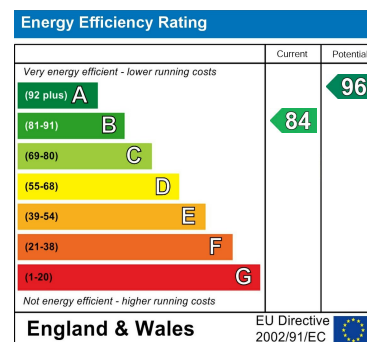 Energy Efficiency Rating
Current Potential
Very energy efficient - lower running costs
(92 plus) A
96
(81-91) B
84
(69-80) C
(55-68) D
(39-54) E
(21-38) F
(1-20) G
Not energy efficient - higher running costs
England & Wales
EU Directive
2002/91/EC